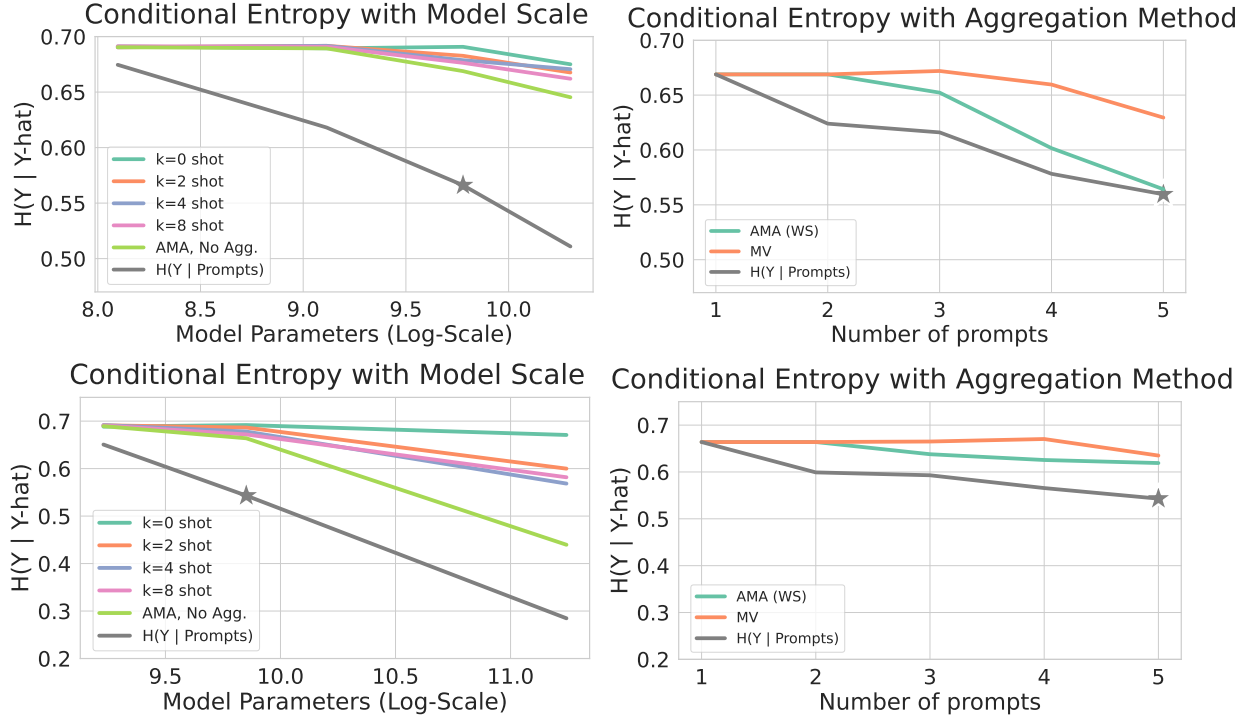 Conditional Entropy with Model Scale
0.70
0.65
0.60
0.55
0.50
H(Y | Y-hat)
k=0 shot
k=2 shot
k=4 shot
k=8 shot
AMA, No Agg.
H(Y | Prompts)
8.0 8.5 9.0 9.5 10.0
Model Parameters (Log-Scale)
Conditional Entropy with Aggregation Method
0.70
0.65
0.60
0.55
0.50
H(Y | Y-hat)
AMA (WS)
MV
H(Y | Prompts)
1 2 3 4 5
Number of prompts
Conditional Entropy with Model Scale
0.7
0.6
0.5
0.4
0.3
0.2
H(Y | Y-hat)
k=0 shot
k=2 shot
k=4 shot
k=8 shot
AMA, No Agg.
H(Y | Prompts)
9.5 10.0 10.5 11.0
Model Parameters (Log-Scale)
Conditional Entropy with Aggregation Method
0.7
0.6
0.5
0.4
0.3
0.2
H(Y | Y-hat)
AMA (WS)
MV
H(Y | Prompts)
1 2 3 4 5
Number of prompts